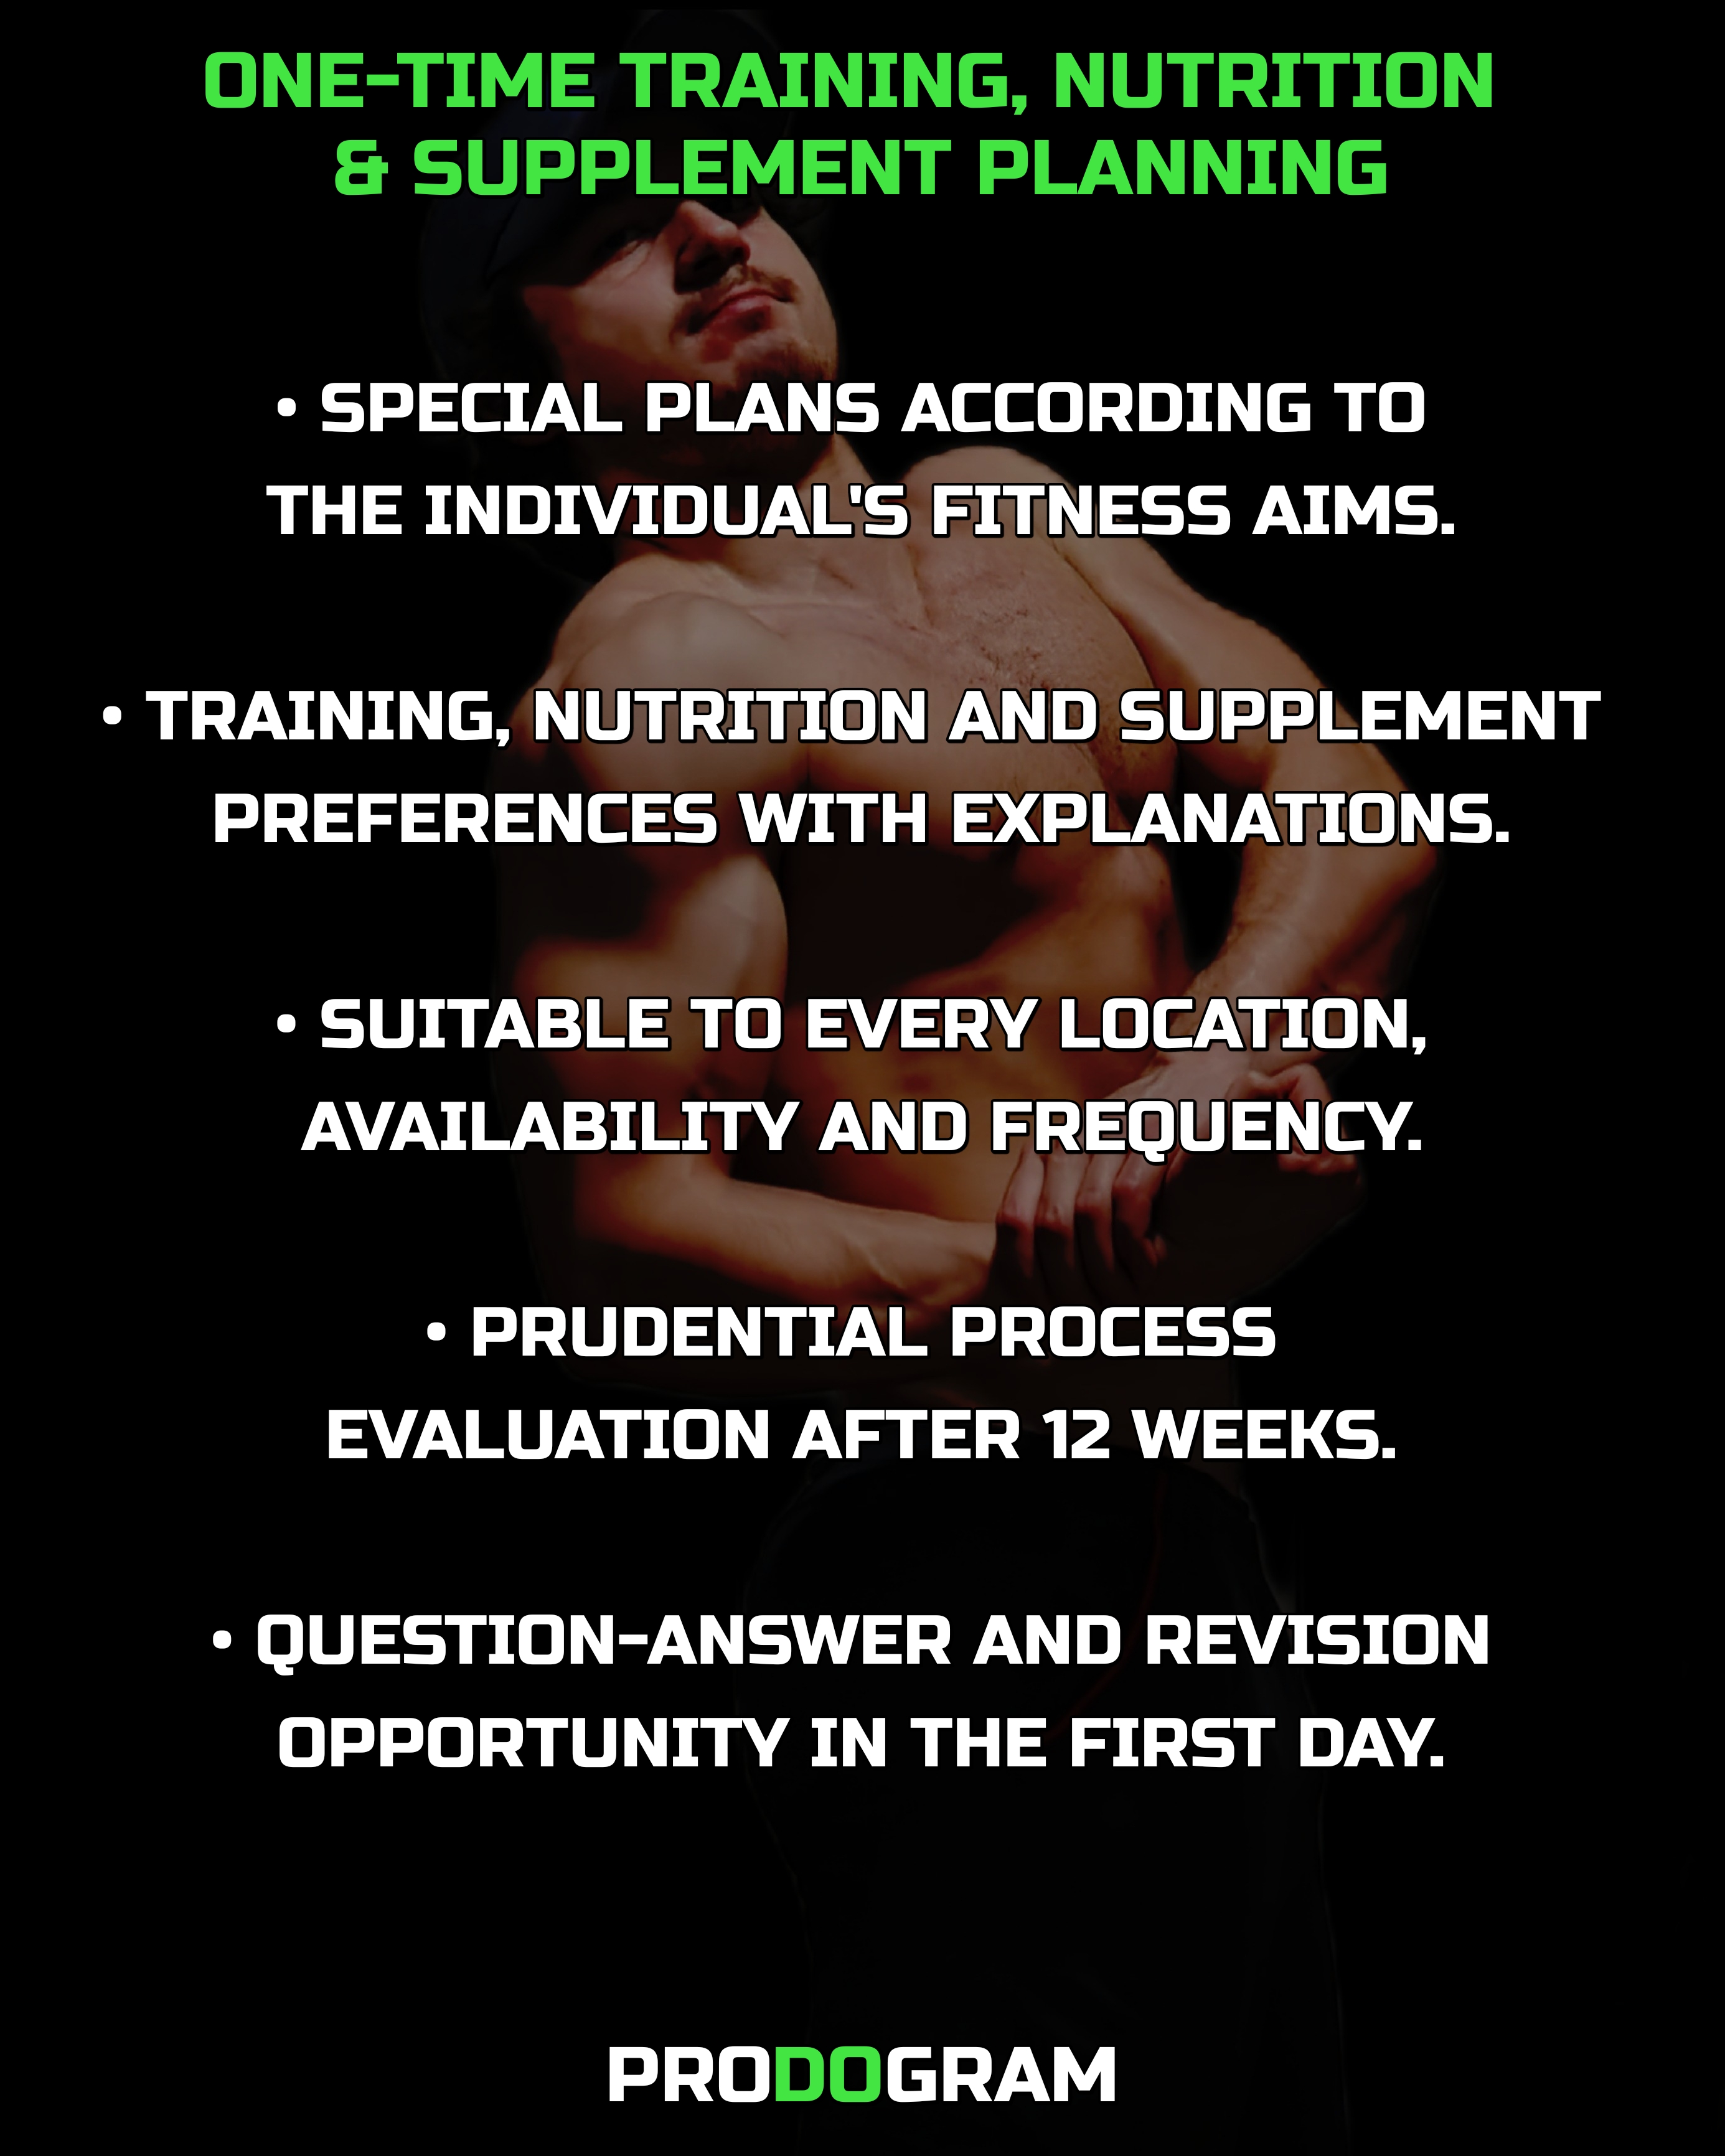 ONE-TIME TRAINING, NUTRITION
& SUPPLEMENT PLANNING
• SPECIAL PLANS ACCORDING TO
THE INDIVIDUAL'S FITNESS AIMS.
• TRAINING, NUTRITION AND SUPPLEMENT
PREFERENCES WITH EXPLANATIONS.
• SUITABLE TO EVERY LOCATION,
AVAILABILITY AND FREQUENCY.
• PRUDENTIAL PROCESS
EVALUATION AFTER 12 WEEKS.
• QUESTION-ANSWER AND REVISION
OPPORTUNITY IN THE FIRST DAY.
PRODOGRAM